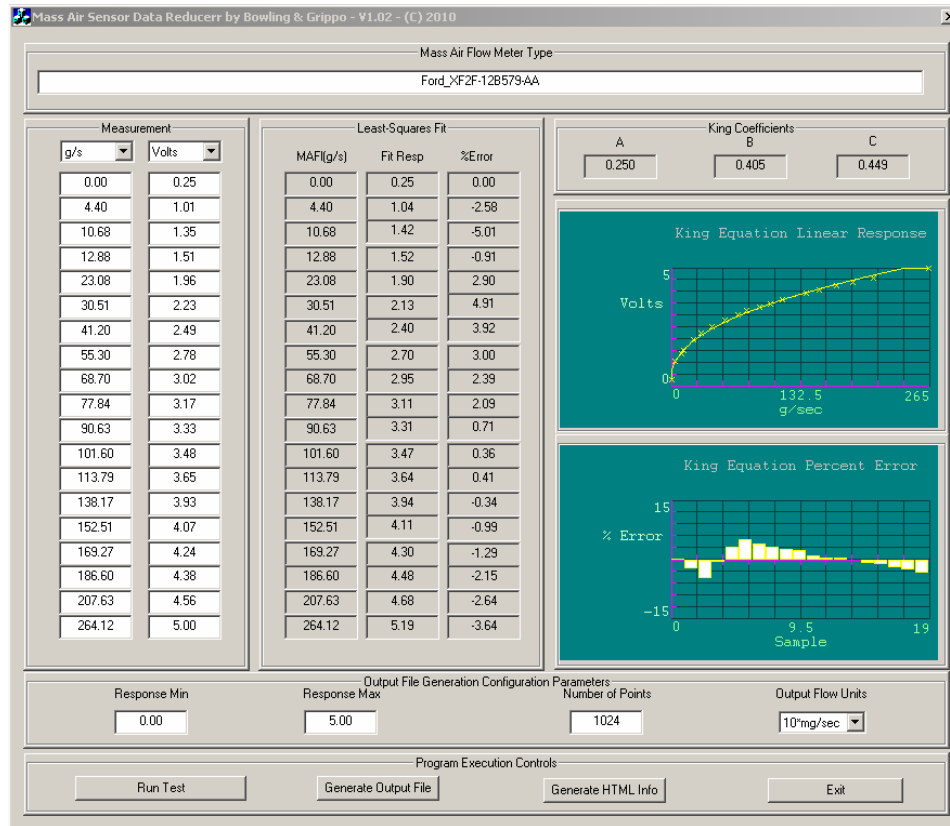 Mass Air Sensor Data Reducerr by Bowling & Grippo - V1.02 - (C) 2010
Mass Air Flow Meter Type
Ford_XF2F-12B579-AA
Measurement
g/s Volts
0.00 0.25
4.40 1.01
10.68 1.35
12.88 1.51
23.08 1.96
30.51 2.23
41.20 2.49
55.30 2.78
68.70 3.02
77.84 3.17
90.63 3.33
101.60 3.48
113.79 3.65
138.17 3.93
152.51 4.07
169.27 4.24
186.60 4.38
207.63 4.56
264.12 5.00
Least-Squares Fit
MAF(g/s) Fit Resp %Error
0.00 0.25 0.00
4.40 1.04 -2.58
10.68 1.42 -5.01
12.88 1.52 -0.91
23.08 1.90 2.90
30.51 2.13 4.91
41.20 2.40 3.92
55.30 2.70 3.00
68.70 2.95 2.39
77.84 3.11 2.09
90.63 3.31 0.71
101.60 3.47 0.36
113.79 3.64 0.41
138.17 3.94 -0.34
152.51 4.11 -0.99
169.27 4.30 -1.29
186.60 4.48 -2.15
207.63 4.68 -2.64
264.12 5.19 -3.64
King Coefficients
A B C
0.250 0.405 0.449
King Equation Linear Response
5
Volts
0
0 132.5 265
g/sec
King Equation Percent Error
15
% Error
-15
0 9.5 19
Sample
Output File Generation Configuration Parameters
Response Min Response Max Number of Points Output Flow Units
0.00 5.00 1024 10*mg/sec
Program Execution Controls
Run Test Generate Output File Generate HTML Info Exit